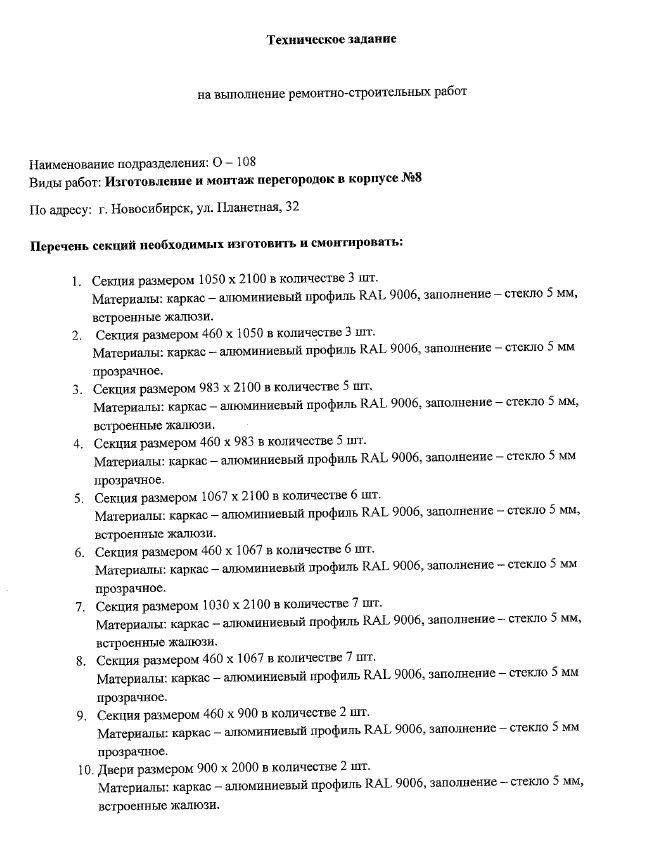 Техническое задание
на выполнение ремонтно-строительных работ
Наименование подразделения: О – 108
Виды работ: Изготовление и монтаж перегородок в корпусе №8
По адресу: г. Новосибирск, ул. Планетная, 32
Перечень секций необходимых изготовить и смонтировать:
1. Секция размером 1050 х 2100 в количестве 3 шт.
Материалы: каркас – алюминиевый профиль RAL 9006, заполнение – стекло 5 мм,
встроенные жалюзи.
2. Секция размером 460 х 1050 в количестве 3 шт.
Материалы: каркас – алюминиевый профиль RAL 9006, заполнение – стекло 5 мм
прозрачное.
3. Секция размером 983 х 2100 в количестве 5 шт.
Материалы: каркас – алюминиевый профиль RAL 9006, заполнение – стекло 5 мм,
встроенные жалюзи.
4. Секция размером 460 х 983 в количестве 5 шт.
Материалы: каркас – алюминиевый профиль RAL 9006, заполнение – стекло 5 мм
прозрачное.
5. Секция размером 1067 х 2100 в количестве 6 шт.
Материалы: каркас – алюминиевый профиль RAL 9006, заполнение – стекло 5 мм,
встроенные жалюзи.
6. Секция размером 460 х 1067 в количестве 6 шт.
Материалы: каркас – алюминиевый профиль RAL 9006, заполнение – стекло 5 мм
прозрачное.
7. Секция размером 1030 х 2100 в количестве 7 шт.
Материалы: каркас – алюминиевый профиль RAL 9006, заполнение – стекло 5 мм,
встроенные жалюзи.
8. Секция размером 460 х 1067 в количестве 7 шт.
Материалы: каркас – алюминиевый профиль RAL 9006, заполнение – стекло 5 мм
прозрачное.
9. Секция размером 460 х 900 в количестве 2 шт.
Материалы: каркас – алюминиевый профиль RAL 9006, заполнение – стекло 5 мм
прозрачное.
10. Двери размером 900 х 2000 в количестве 2 шт.
Материалы: каркас – алюминиевый профиль RAL 9006, заполнение – стекло 5 мм,
встроенные жалюзи.